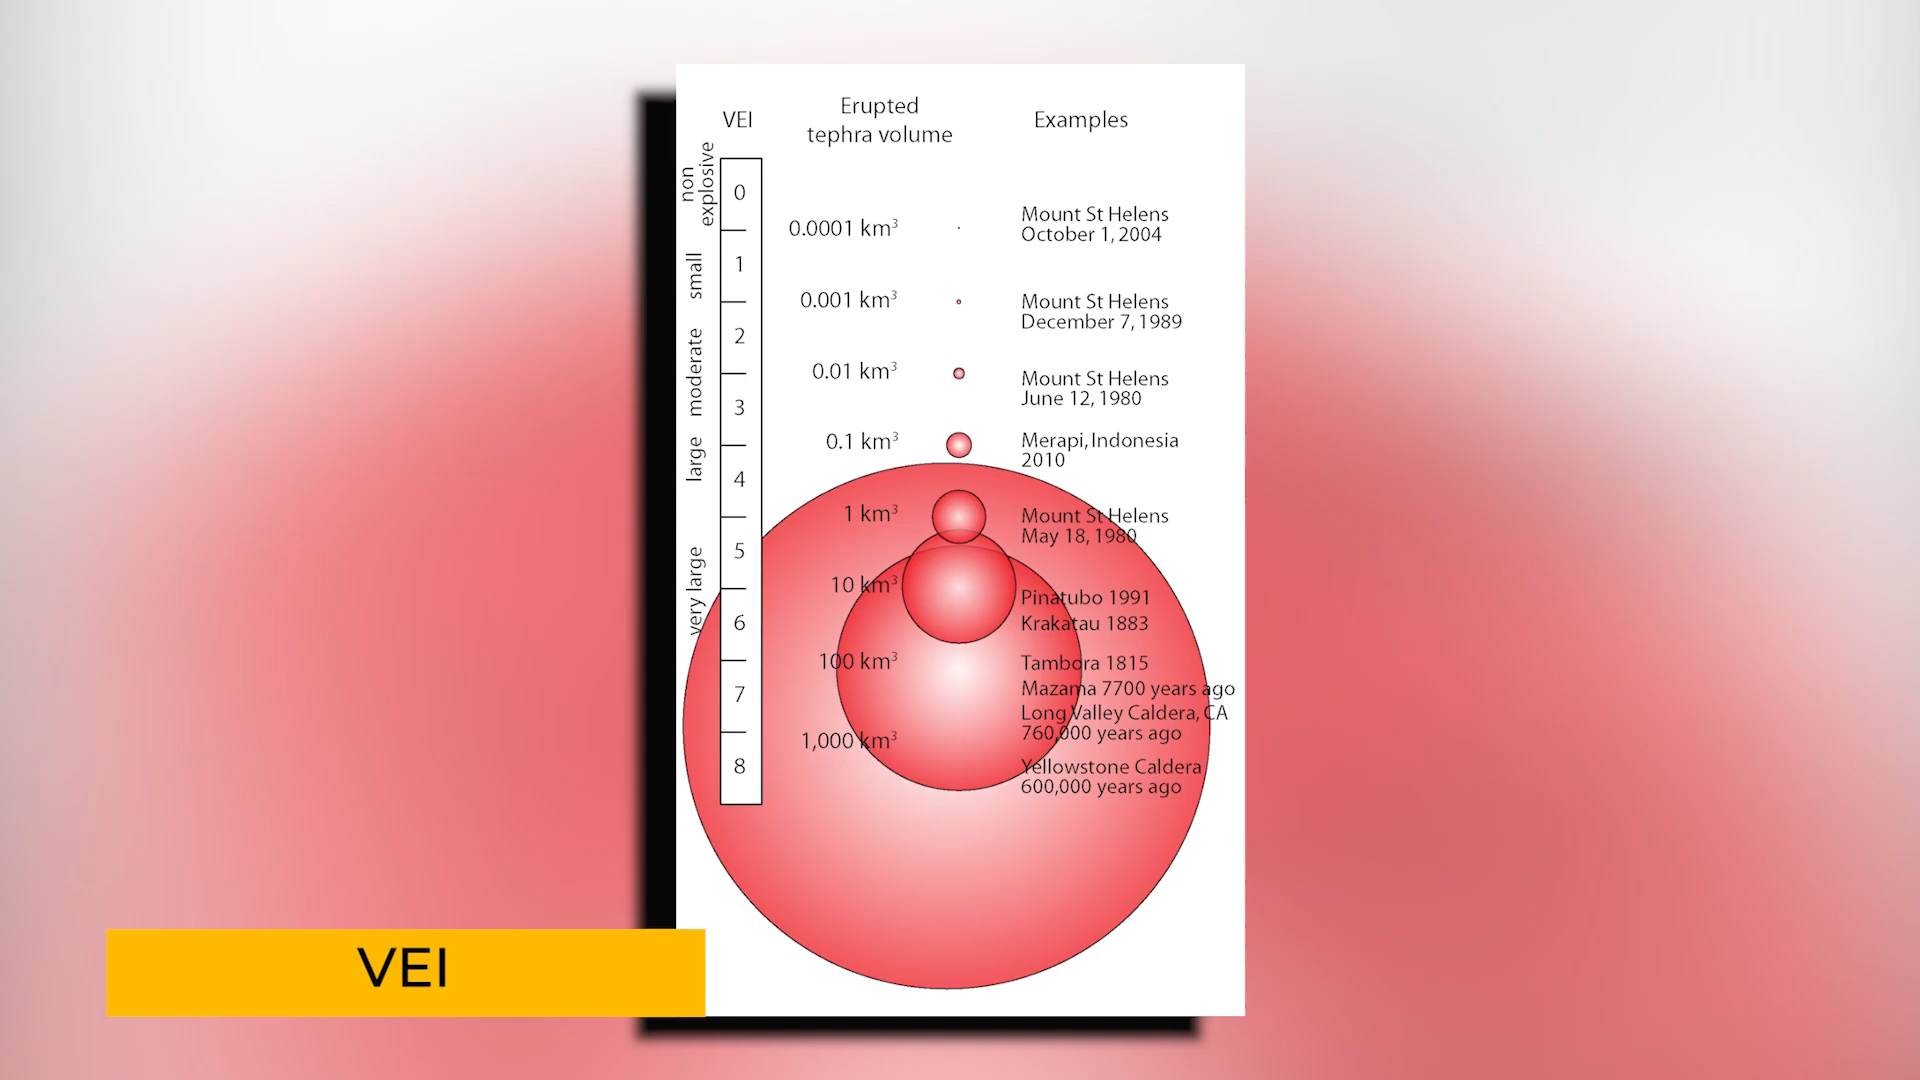 VEI
Erupted
tephra volume
Examples
non
explosive
small
moderate
large
very large
0
1
2
3
4
5
6
7
8
0.0001 km³
Mount St Helens
October 1, 2004
0.001 km³
Mount St Helens
December 7, 1989
0.01 km³
Mount St Helens
June 12, 1980
0.1 km³
Merapi, Indonesia
2010
1 km³
Mount St Helens
May 18, 1980
10 km³
Pinatubo 1991
Krakatau 1883
100 km³
Tambora 1815
Mazama 7700 years ago
Long Valley Caldera, CA
760,000 years ago
1,000 km³
Yellowstone Caldera
600,000 years ago
VEI